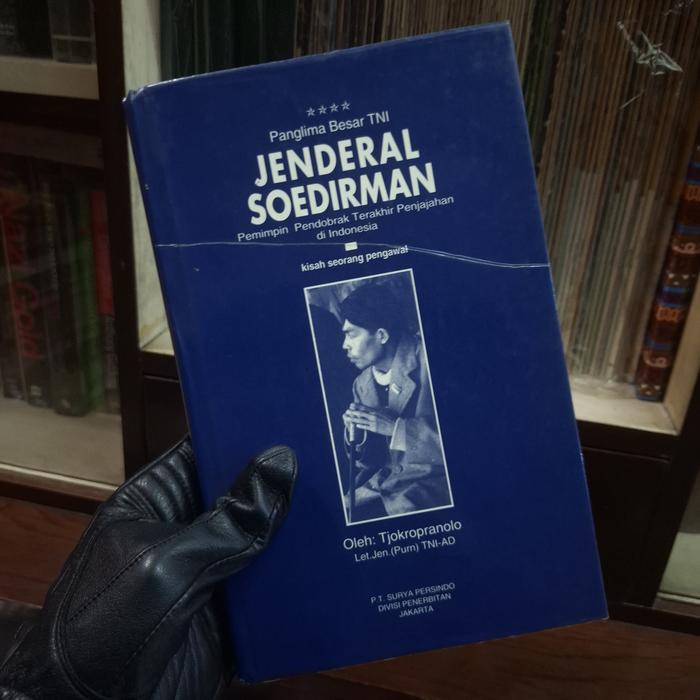 Panglima Besar TNI
JENDERAL
SOEDIRMAN
Pemimpin Pendobrak Terakhir Penjajahan
di Indonesia
kisah seorang pengawal
Oleh: Tjokropranolo
Let.Jen.(Purn) TNI-AD
P.T. SURYA PERSINDO
DIVISI PENERBITAN
JAKARTA